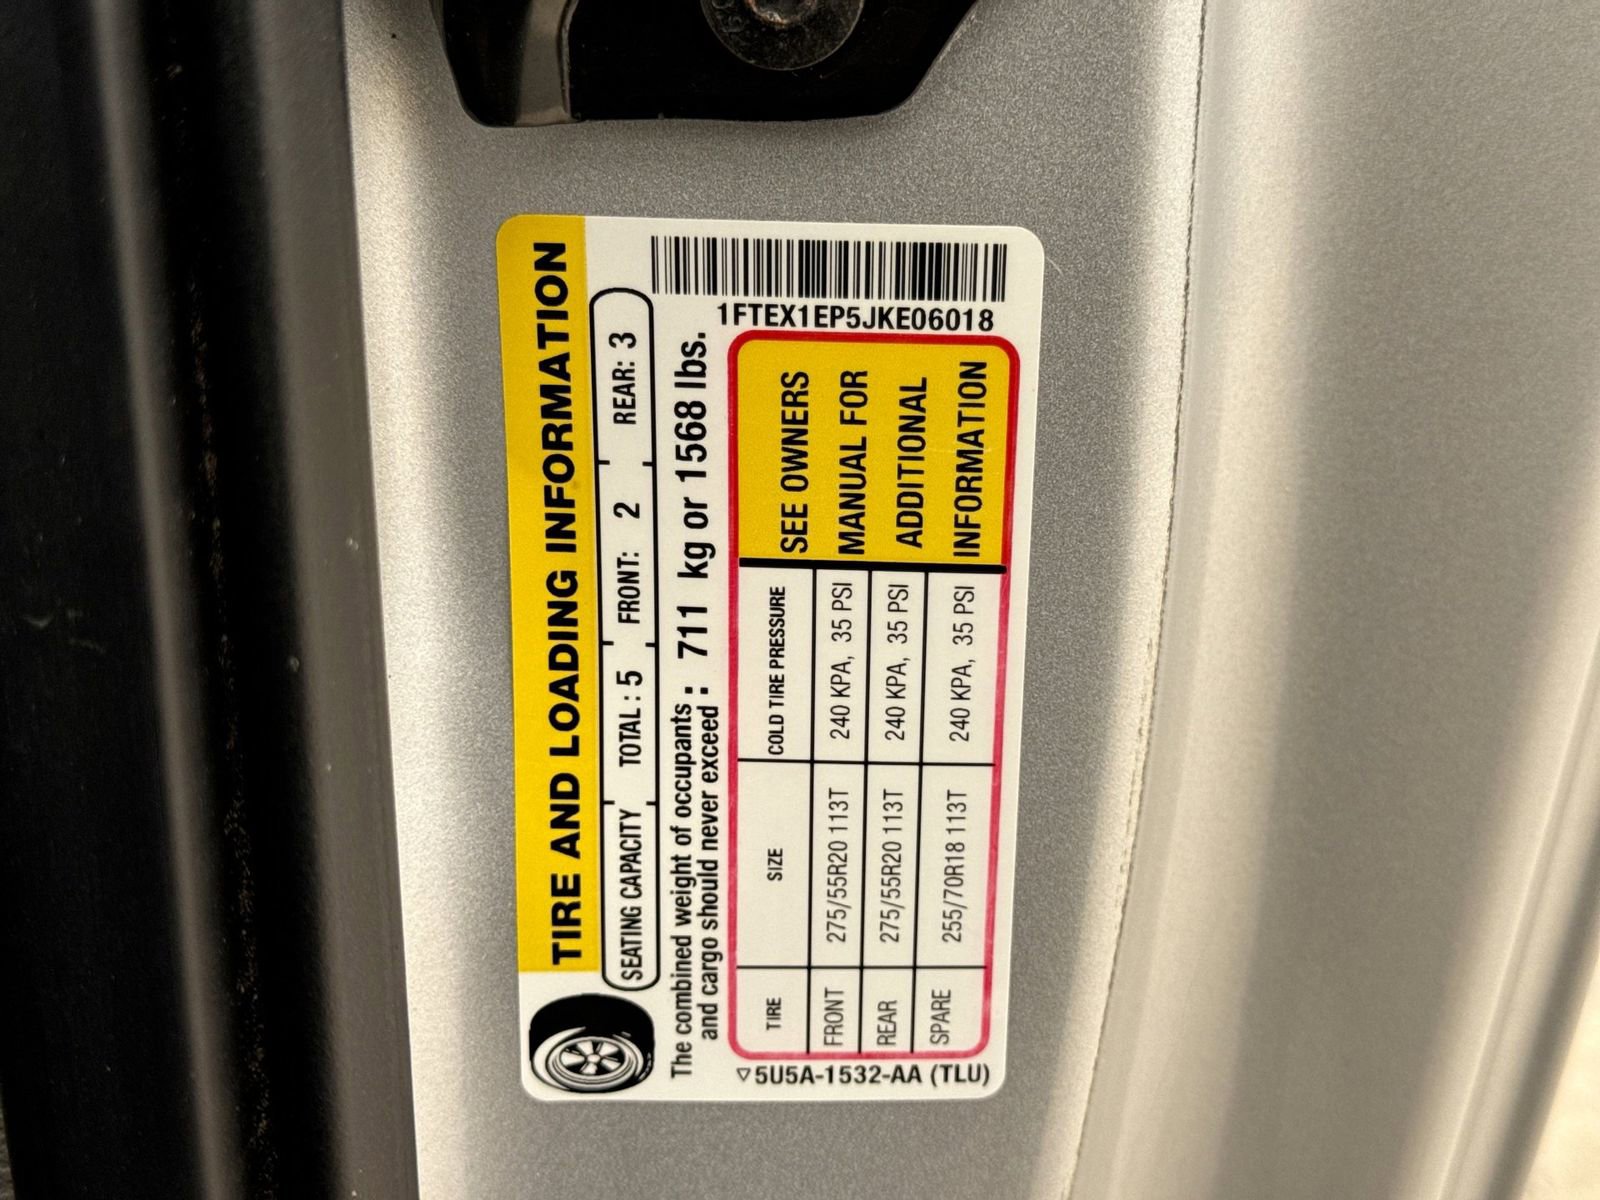 TIRE AND LOADING INFORMATION
SEATING CAPACITY TOTAL : 5 FRONT: 2 REAR: 3
The combined weight of occupants
and cargo should never exceed : 711 kg or 1568 lbs.
1FTEX1EP5JKE06018
TIRE SIZE COLD TIRE PRESSURE
FRONT 275/55R20 113T 240 KPA, 35 PSI
REAR 275/55R20 113T 240 KPA, 35 PSI
SPARE 255/70R18 113T 240 KPA, 35 PSI
SEE OWNERS
MANUAL FOR
ADDITIONAL
INFORMATION
▽5U5A-1532-AA (TLU)